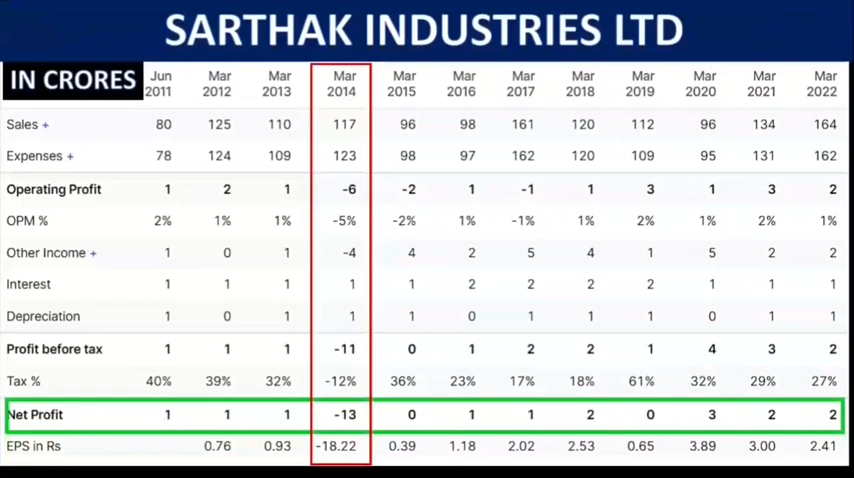 SARTHAK INDUSTRIES LTD
IN CRORES Jun 2011 Mar 2012 Mar 2013 Mar 2014 Mar 2015 Mar 2016 Mar 2017 Mar 2018 Mar 2019 Mar 2020 Mar 2021 Mar 2022
Sales + 80 125 110 117 96 98 161 120 112 96 134 164
Expenses + 78 124 109 123 98 97 162 120 109 95 131 162
Operating Profit 1 2 1 -6 -2 1 -1 1 3 1 3 2
OPM % 2% 1% 1% -5% -2% 1% -1% 1% 2% 1% 2% 1%
Other Income + 1 0 1 -4 4 2 5 4 1 5 2 2
Interest 1 1 1 1 1 2 2 2 2 1 1 1
Depreciation 1 0 1 1 1 0 1 1 1 0 1 1
Profit before tax 1 1 1 -11 0 1 2 2 1 4 3 2
Tax % 40% 39% 32% -12% 36% 23% 17% 18% 61% 32% 29% 27%
Net Profit 1 1 1 -13 0 1 1 2 0 3 2 2
EPS in Rs 0.76 0.93 -18.22 0.39 1.18 2.02 2.53 0.65 3.89 3.00 2.41